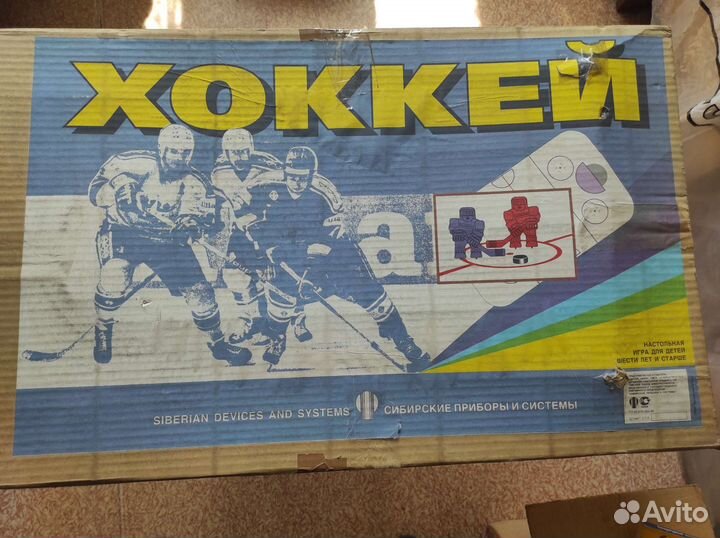 ХОККЕЙ
НАСТОЛЬНАЯ
ИГРА ДЛЯ ДЕТЕЙ
ШЕСТИ ЛЕТ И СТАРШЕ
SIBERIAN DEVICES AND SYSTEMS СИБИРСКИЕ ПРИБОРЫ И СИСТЕМЫ
Avito